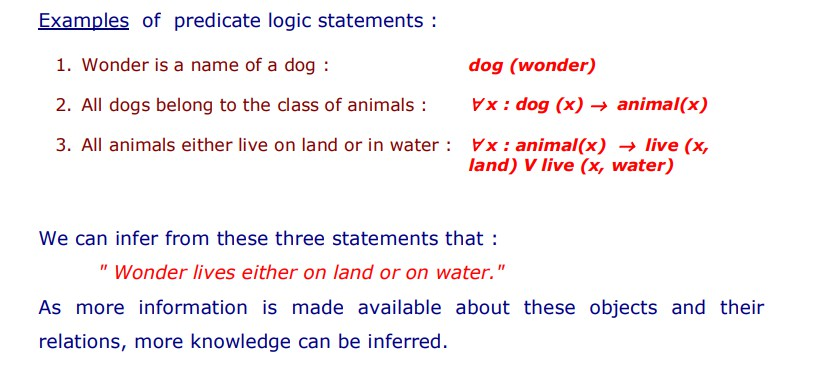 Examples of predicate logic statements :
1. Wonder is a name of a dog : dog (wonder)
2. All dogs belong to the class of animals : ∀ x : dog (x) → animal(x)
3. All animals either live on land or in water : ∀ x : animal(x) → live (x,
land) V live (x, water)
We can infer from these three statements that :
" Wonder lives either on land or on water."
As more information is made available about these objects and their
relations, more knowledge can be inferred.